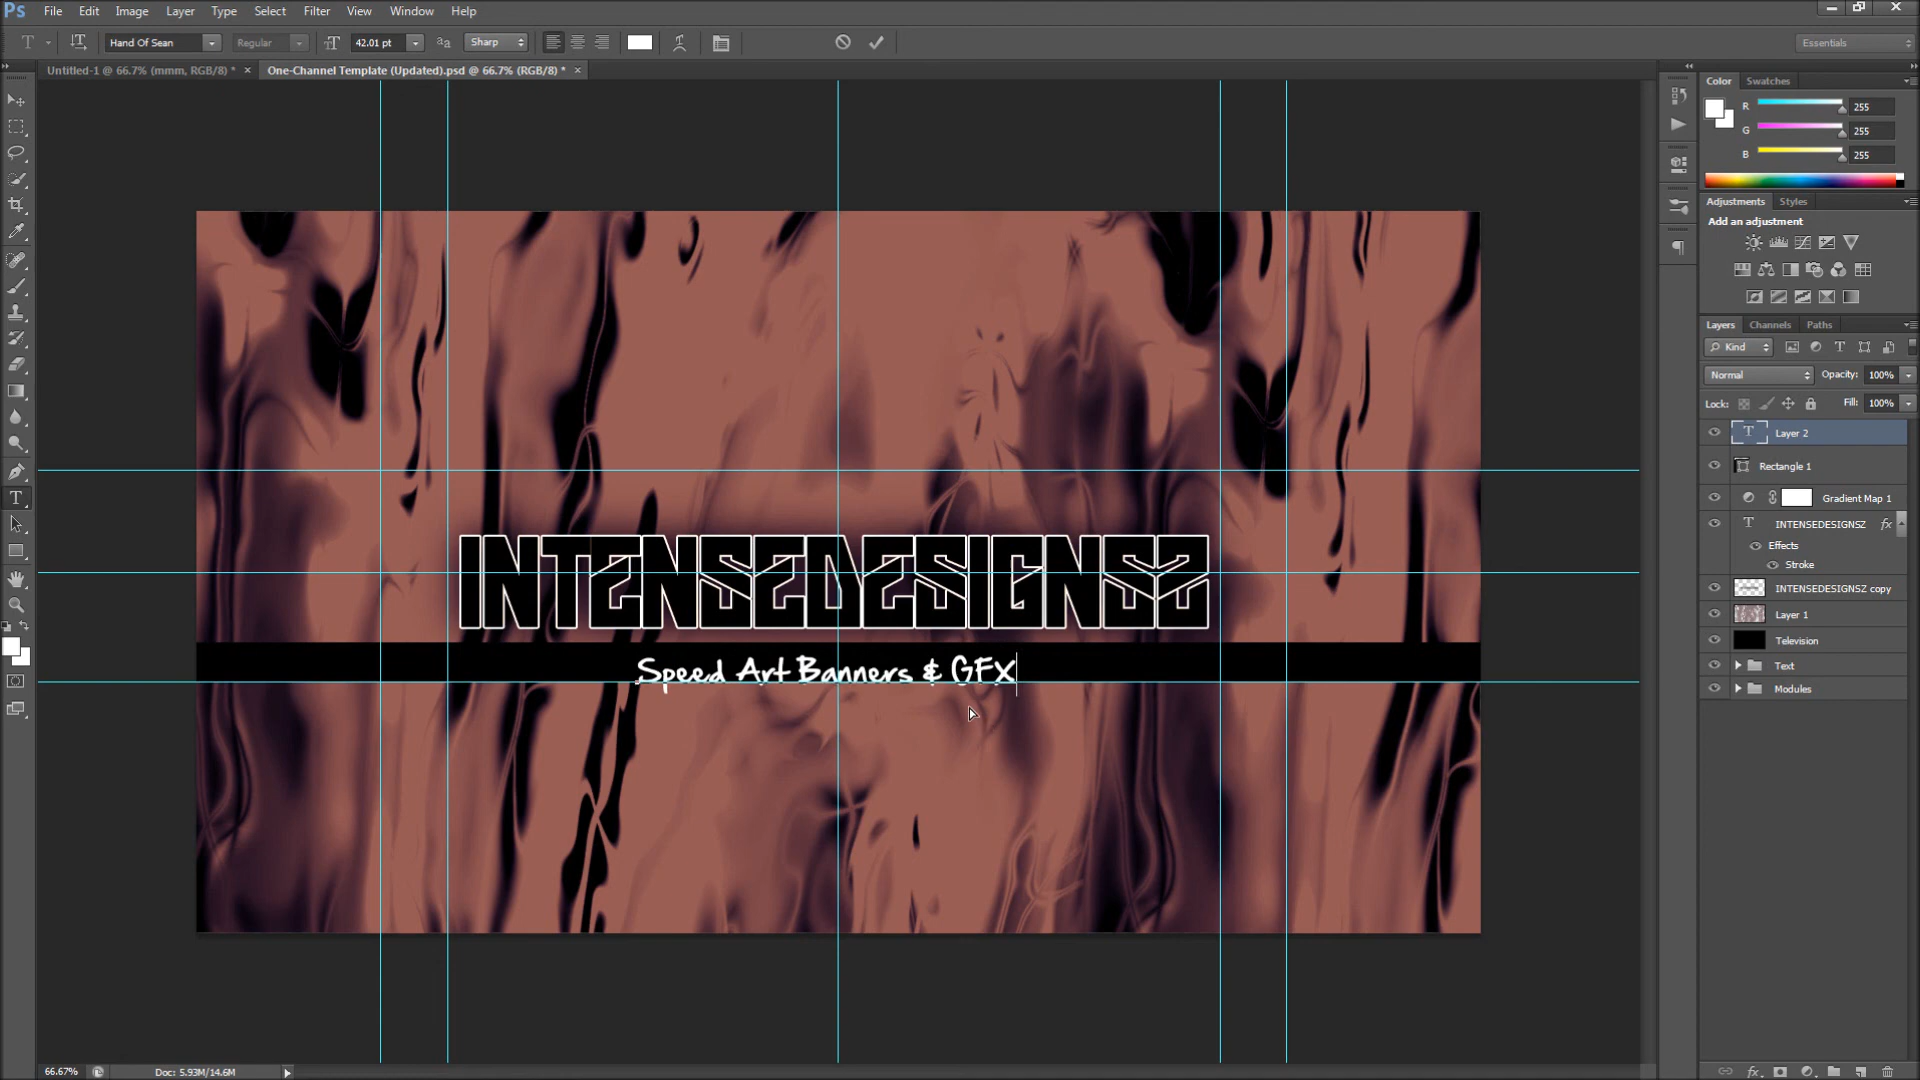 Ps File Edit Image Layer Type Select Filter View Window Help
T Hand Of Sean Regular 42.01 pt aa Sharp Essentials
Untitled-1 @ 66.7% (mmm, RGB/8) * × One-Channel Template (Updated).psd @ 66.7% (RGB/8) * ×
Color Swatches
R 255
G 255
B 255
Adjustments Styles
Add an adjustment
Layers Channels Paths
Kind
Normal Opacity: 100%
Lock: Fill: 100%
T Layer 2
Rectangle 1
Gradient Map 1
T INTENSEDESIGNSZ fx
Effects
Stroke
INTENSEDESIGNSZ copy
Layer 1
Television
Text
Modules
INTENSEDESIGNSZ
Speed Art Banners & GFX
66.67% Doc: 5.93M/14.6M
fx